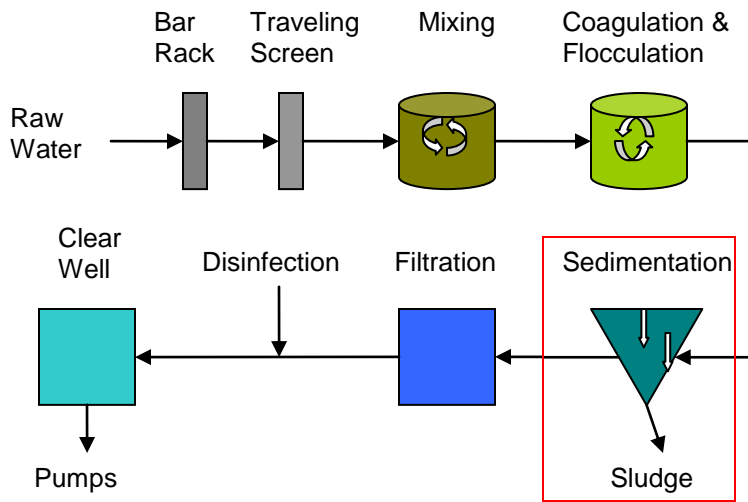 Bar
Rack
Traveling
Screen
Mixing
Coagulation &
Flocculation
Raw
Water
Clear
Well
Disinfection
Filtration
Sedimentation
Pumps
Sludge